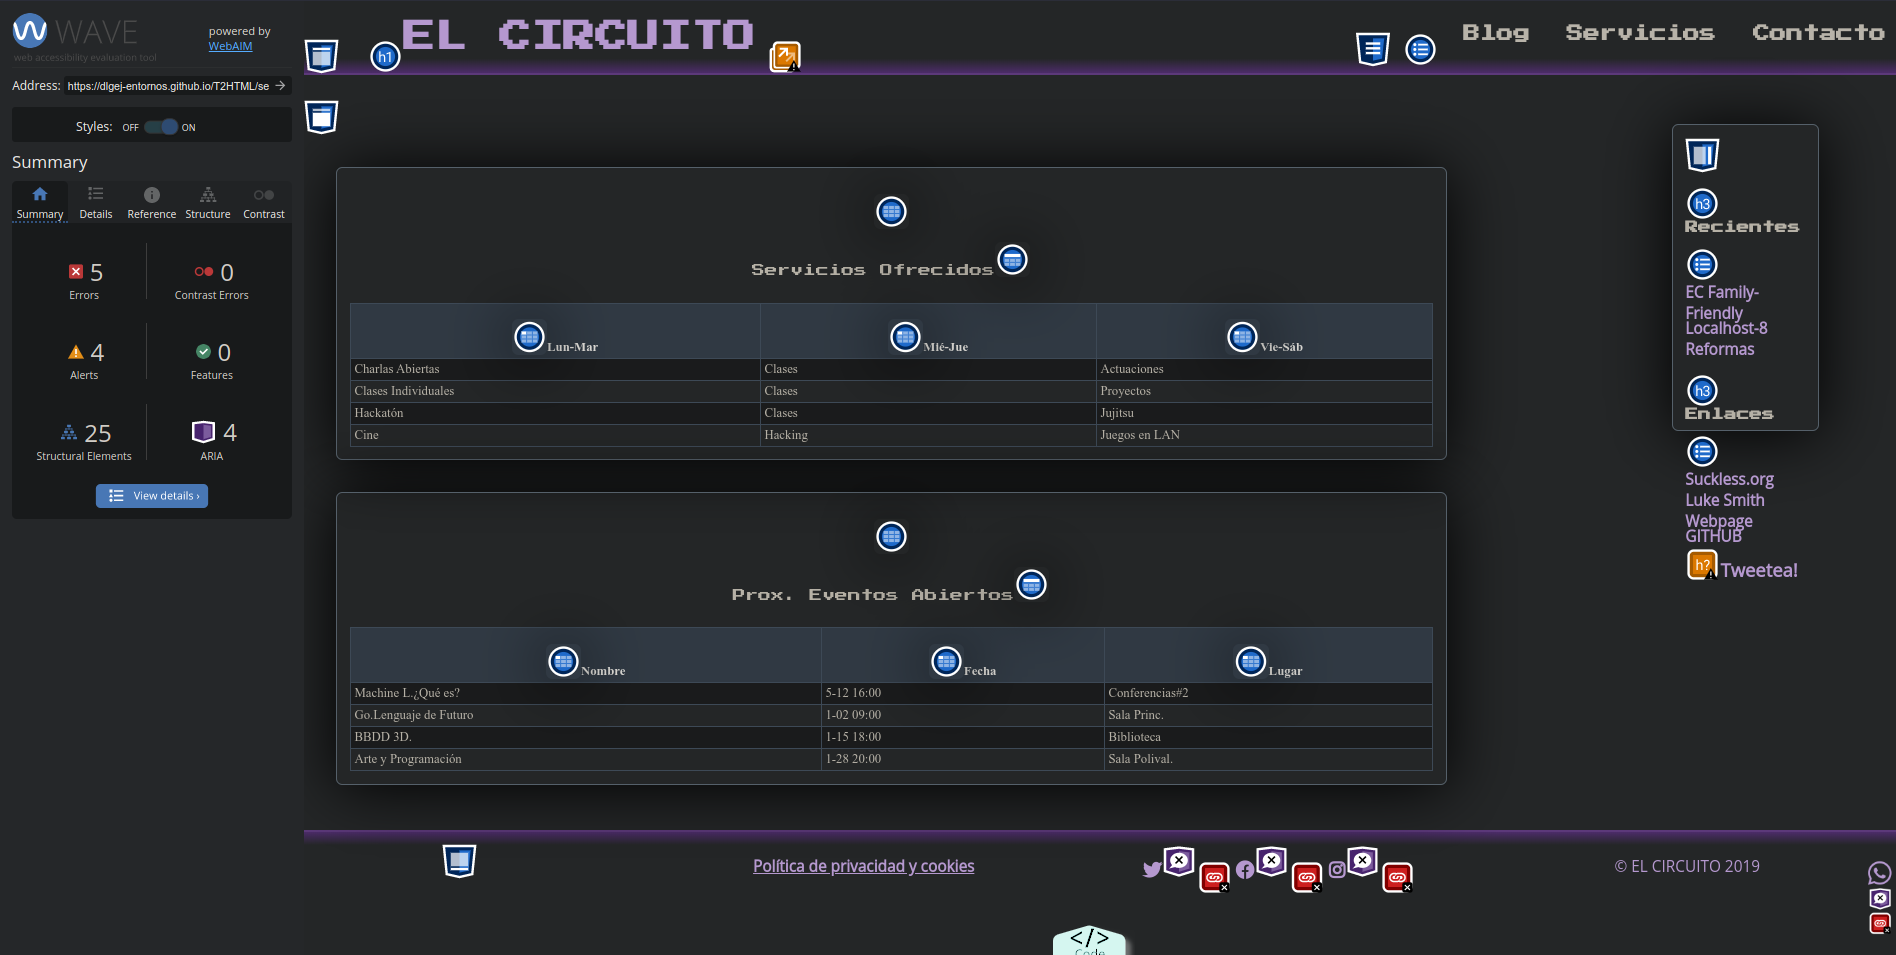 WAVE
powered by
WebAIM
web accessibility evaluation tool
Address: https://dlgej-entornos.github.io/T2HTML/se
Styles: OFF ON
Summary
Summary Details Reference Structure Contrast
5 Errors
0 Contrast Errors
4 Alerts
0 Features
25 Structural Elements
4 ARIA
View details ›
EL CIRCUITO
h1
Blog Servicios Contacto
Servicios Ofrecidos
Lun-Mar Mié-Jue Vie-Sáb
Charlas Abiertas Clases Actuaciones
Clases Individuales Clases Proyectos
Hackatón Clases Jujitsu
Cine Hacking Juegos en LAN
Prox. Eventos Abiertos
Nombre Fecha Lugar
Machine L.¿Qué es? 5-12 16:00 Conferencias#2
Go.Lenguaje de Futuro 1-02 09:00 Sala Princ.
BBDD 3D. 1-15 18:00 Biblioteca
Arte y Programación 1-28 20:00 Sala Polival.
h3
Recientes
EC Family-
Friendly
Localhost-8
Reformas
h3
Enlaces
Suckless.org
Luke Smith
Webpage
GITHUB
h? Tweetea!
Política de privacidad y cookies
© EL CIRCUITO 2019
</>
Code